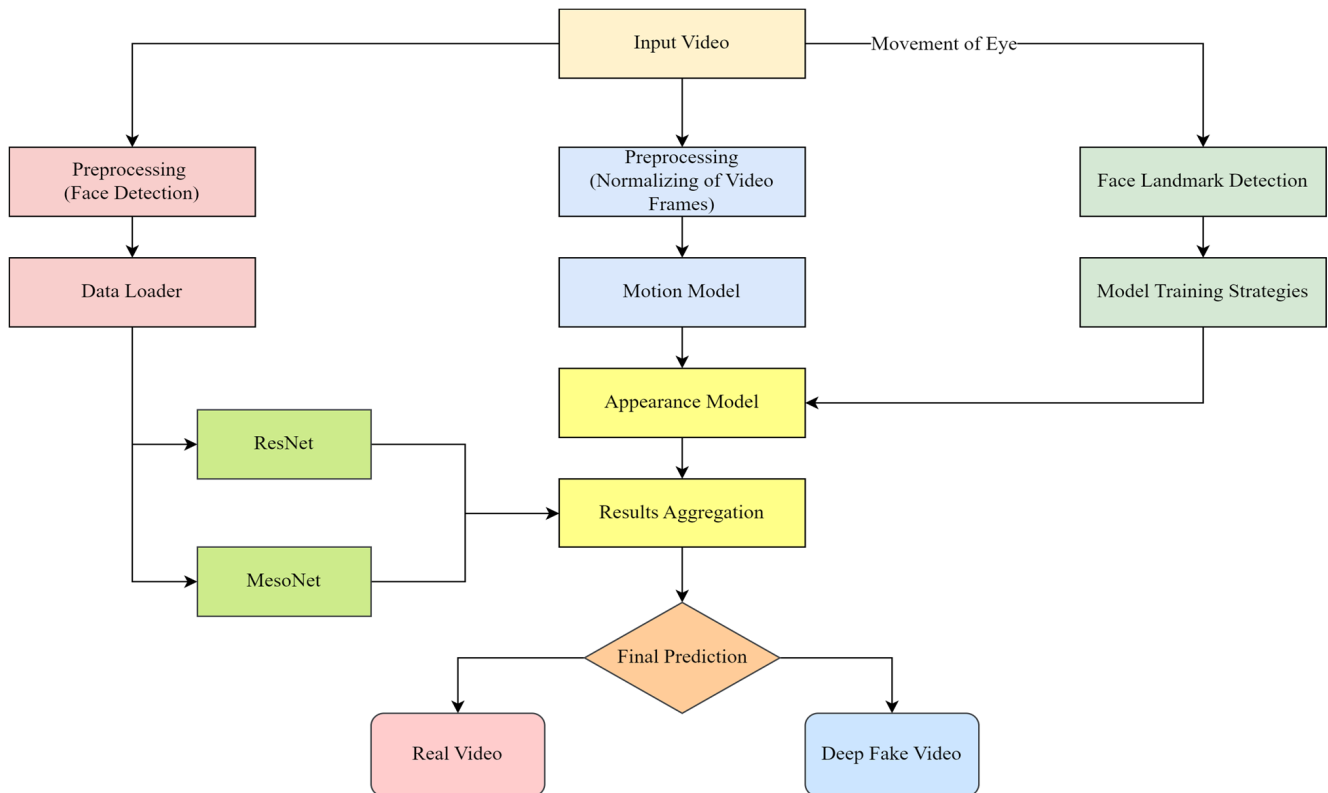 Input Video
Movement of Eye
Preprocessing
(Face Detection)
Preprocessing
(Normalizing of Video
Frames)
Face Landmark Detection
Data Loader
Motion Model
Model Training Strategies
Appearance Model
ResNet
Results Aggregation
MesoNet
Final Prediction
Real Video
Deep Fake Video